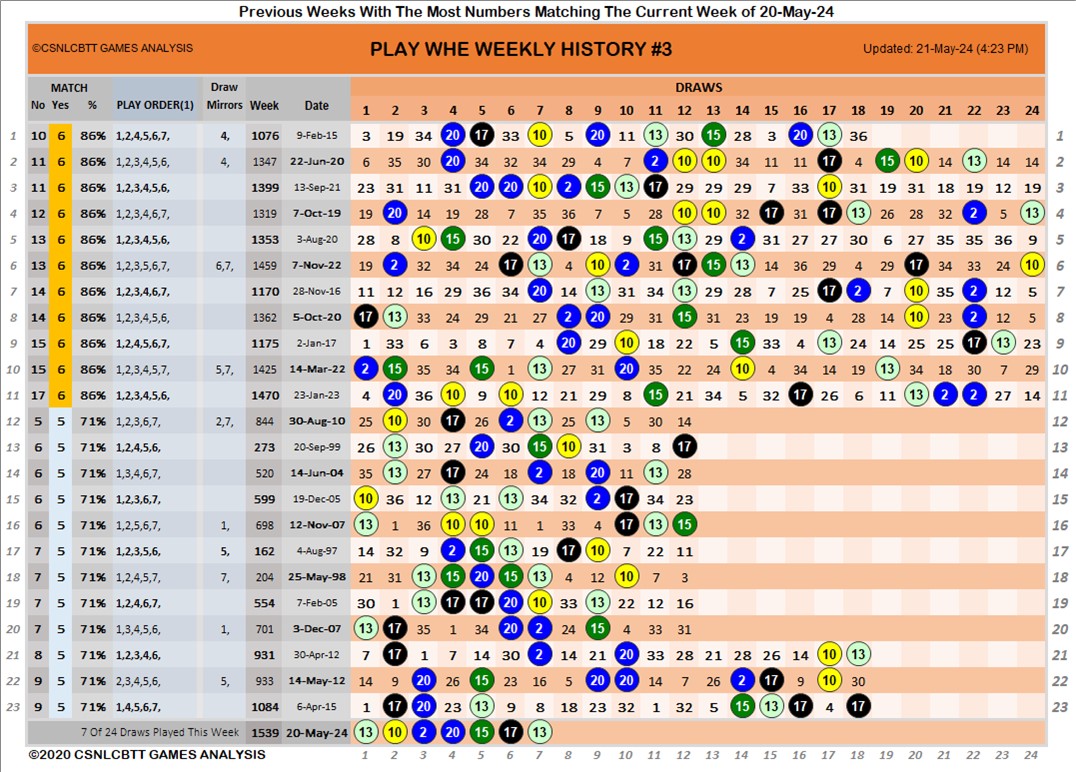 Previous Weeks With The Most Numbers Matching The Current Week of 20-May-24
©CSNLCBTT GAMES ANALYSIS PLAY WHE WEEKLY HISTORY #3 Updated: 21-May-24 (4:23 PM)
MATCH Draw DRAWS
No Yes % PLAY ORDER(1) Mirrors Week Date 1 2 3 4 5 6 7 8 9 10 11 12 13 14 15 16 17 18 19 20 21 22 23 24
1 10 6 86% 1,2,4,5,6,7, 4, 1076 9-Feb-15 3 19 34 20 17 33 10 5 20 11 13 30 15 28 3 20 17 36 1
2 11 6 86% 1,2,3,4,5,6, 4, 1347 22-Jun-20 6 35 30 20 34 32 34 29 4 7 2 10 10 34 11 11 17 4 15 10 14 13 14 14 2
3 11 6 86% 1,2,3,4,5,6, 1399 13-Sep-21 23 31 11 31 20 20 10 2 15 13 17 29 29 29 7 33 10 31 19 31 18 19 12 19 3
4 12 6 86% 1,2,3,4,6,7, 1319 7-Oct-19 19 20 14 19 28 7 35 36 7 5 28 10 10 32 15 31 17 13 26 28 32 2 5 13 4
5 13 6 86% 1,2,3,4,5,6, 1353 3-Aug-20 28 8 10 15 30 22 20 17 18 9 15 13 29 2 31 27 27 30 6 27 35 35 36 9 5
6 13 6 86% 1,2,3,5,6,7, 6,7, 1459 7-Nov-22 19 2 32 34 24 17 13 4 10 2 31 17 15 13 14 36 29 4 29 17 34 33 24 10 6
7 14 6 86% 1,2,3,4,6,7, 1170 28-Nov-16 11 12 16 29 36 34 20 14 13 31 34 13 29 28 7 25 17 2 7 10 35 2 12 5 7
8 14 6 86% 1,2,3,4,5,6, 1362 5-Oct-20 17 13 33 24 29 21 27 2 20 29 31 15 31 23 19 19 4 28 14 10 23 2 12 5 8
9 15 6 86% 1,2,3,4,5,6, 1175 2-Jan-17 1 33 6 3 8 7 4 20 29 10 18 22 5 15 33 4 13 24 14 25 25 17 13 23 9
10 15 6 86% 1,2,3,4,5,7, 5,7, 1425 14-Mar-22 2 15 35 34 15 1 13 27 31 20 35 22 24 10 4 34 14 19 13 34 18 30 7 29 10
11 17 6 86% 1,2,3,4,5,6, 1470 23-Jan-23 4 20 36 10 9 10 12 21 29 8 15 21 34 5 32 17 26 6 11 13 2 2 27 14 11
12 5 5 71% 1,2,3,6,7, 2,7, 844 30-Aug-10 25 10 30 17 26 2 13 29 13 5 30 14 12
13 6 5 71% 1,2,4,5,6, 273 20-Sep-99 26 13 30 27 20 30 15 10 31 3 8 17 13
14 6 5 71% 1,3,4,6,7, 520 14-Jun-04 35 13 27 17 24 18 2 18 20 11 13 28 14
15 6 5 71% 1,2,3,6,7, 599 19-Dec-05 10 36 12 13 21 13 34 32 2 17 34 23 15
16 6 5 71% 1,2,5,6,7, 1, 698 12-Nov-07 13 1 36 10 10 11 1 33 4 17 13 15 16
17 7 5 71% 1,2,3,5,6, 5, 162 4-Aug-97 14 32 9 2 15 13 19 17 10 7 22 11 17
18 7 5 71% 1,2,4,5,7, 7, 204 25-May-98 21 31 13 15 20 15 13 4 12 10 7 3 18
19 7 5 71% 1,2,4,6,7, 554 7-Feb-05 30 1 13 17 17 20 10 33 13 22 12 16 19
20 7 5 71% 1,3,4,5,6, 1, 701 3-Dec-07 13 17 35 1 34 20 2 24 15 4 33 31 20
21 8 5 71% 1,2,3,4,6, 931 30-Apr-12 7 17 1 7 14 30 2 14 21 20 33 28 21 28 26 14 10 13 21
22 9 5 71% 2,3,4,5,6, 5, 933 14-May-12 14 9 20 26 15 23 16 5 20 20 14 7 26 2 17 9 10 30 22
23 9 5 71% 1,4,5,6,7, 1084 6-Apr-15 1 17 20 23 13 9 8 18 23 32 1 32 5 15 13 17 4 17 23
7 Of 24 Draws Played This Week 1539 20-May-24 13 10 2 20 15 17 13
©2020 CSNLCBTT GAMES ANALYSIS 1 2 3 4 5 6 7 8 9 10 11 12 13 14 15 16 17 18 19 20 21 22 23 24